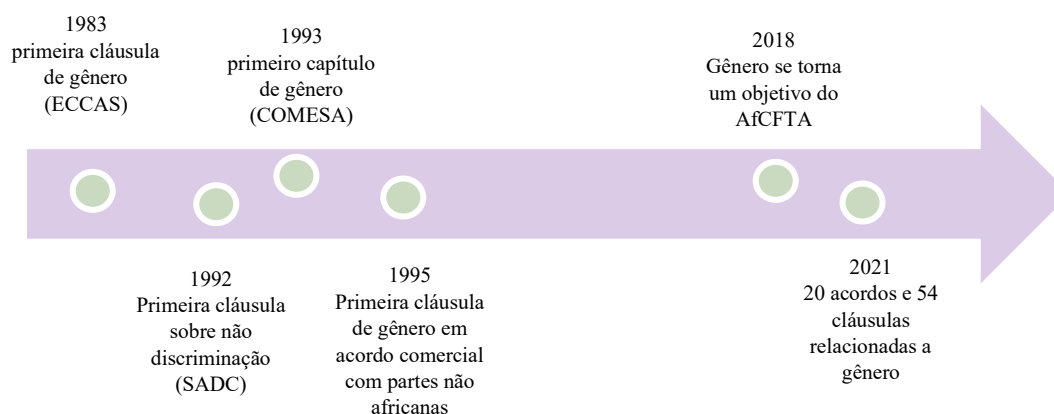 1983
primeira cláusula
de gênero
(ECCAS)
1992
Primeira cláusula
sobre não
discriminação
(SADC)
1993
primeiro capítulo
de gênero
(COMESA)
1995
Primeira cláusula
de gênero em
acordo comercial
com partes não
africanas
2018
Gênero se torna
um objetivo do
AfCFTA
2021
20 acordos e 54
cláusulas
relacionadas a
gênero